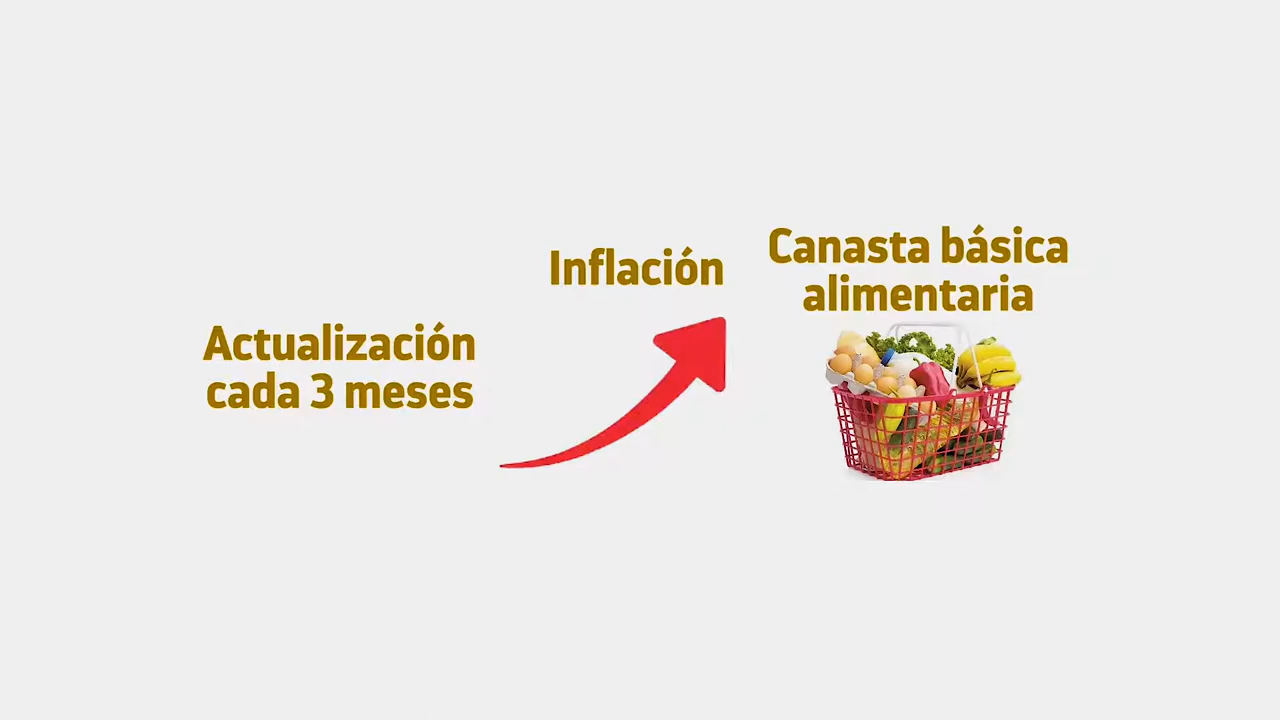 Actualización
cada 3 meses
Inflación
Canasta básica
alimentaria